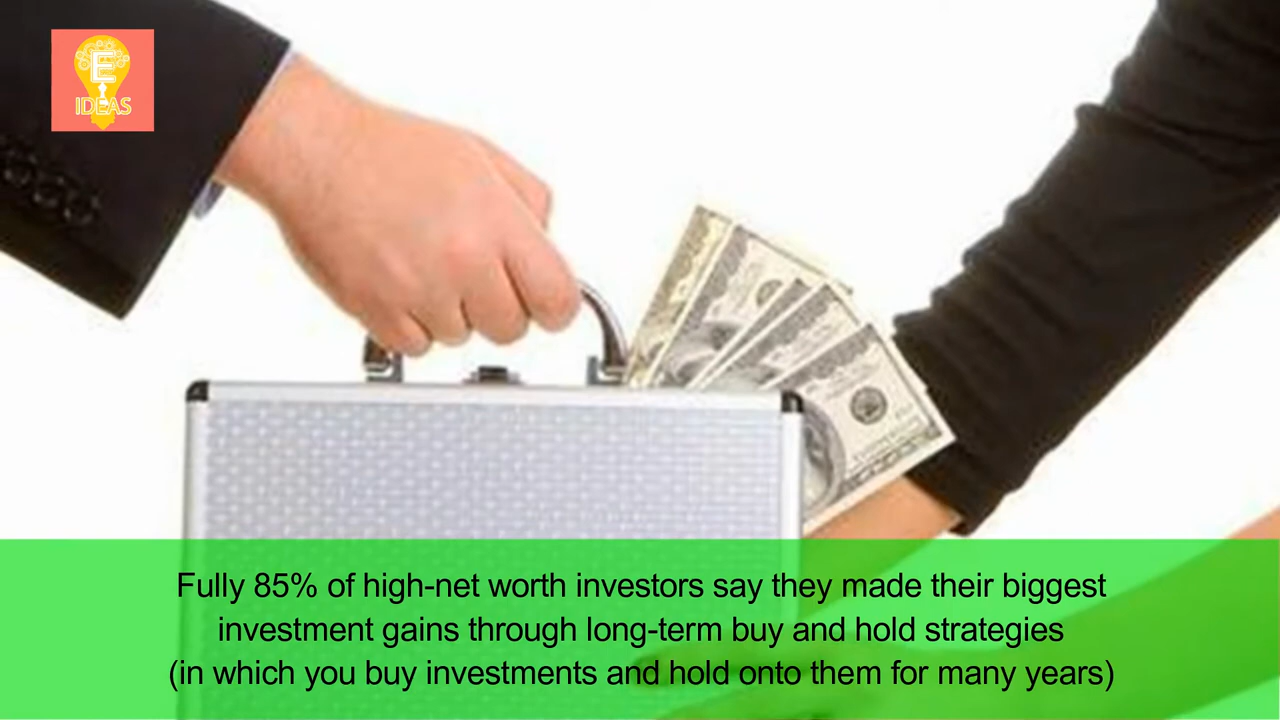 E
IDEAS
Fully 85% of high-net worth investors say they made their biggest
investment gains through long-term buy and hold strategies
(in which you buy investments and hold onto them for many years)